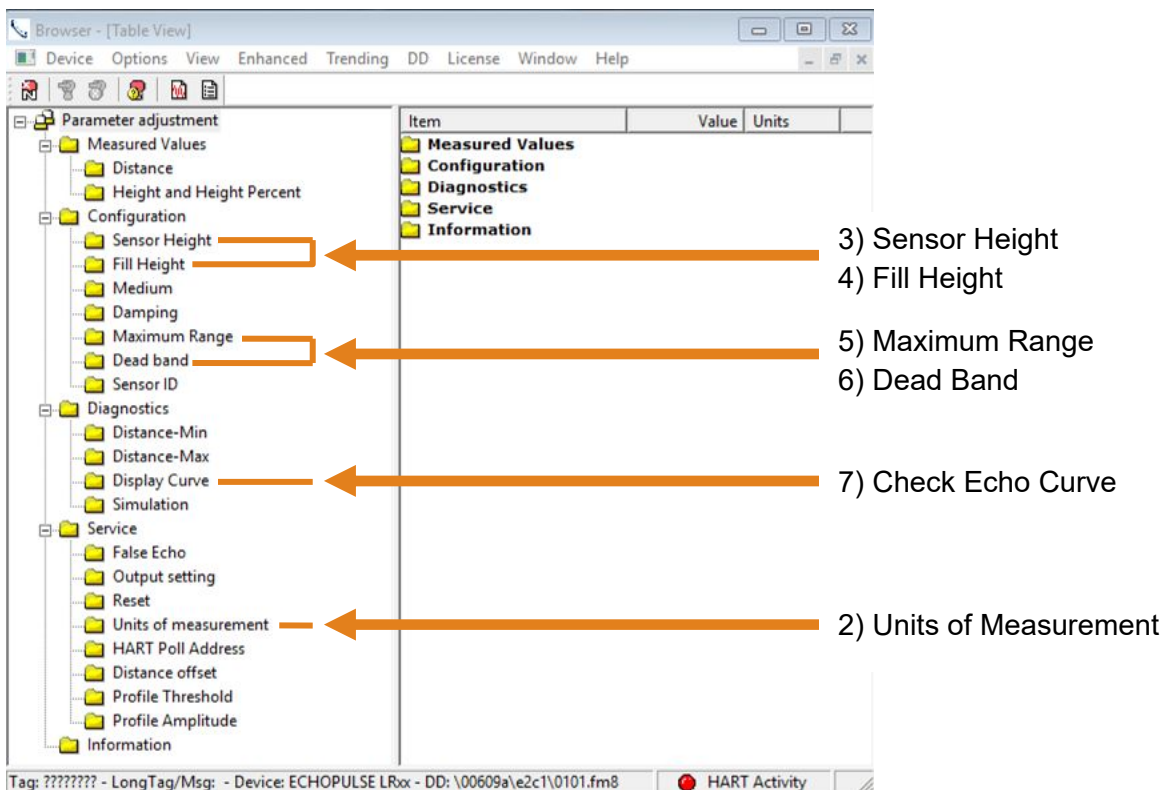 Browser - [Table View]
Device Options View Enhanced Trending DD License Window Help
Parameter adjustment
Measured Values
Distance
Height and Height Percent
Configuration
Sensor Height
Fill Height
Medium
Damping
Maximum Range
Dead band
Sensor ID
Diagnostics
Distance-Min
Distance-Max
Display Curve
Simulation
Service
False Echo
Output setting
Reset
Units of measurement
HART Poll Address
Distance offset
Profile Threshold
Profile Amplitude
Information
Item Value Units
Measured Values
Configuration
Diagnostics
Service
Information
3) Sensor Height
4) Fill Height
5) Maximum Range
6) Dead Band
7) Check Echo Curve
2) Units of Measurement
Tag: ???????? - LongTag/Msg: - Device: ECHOPULSE LRxx - DD: \00609a\e2c1\0101.fm8 HART Activity